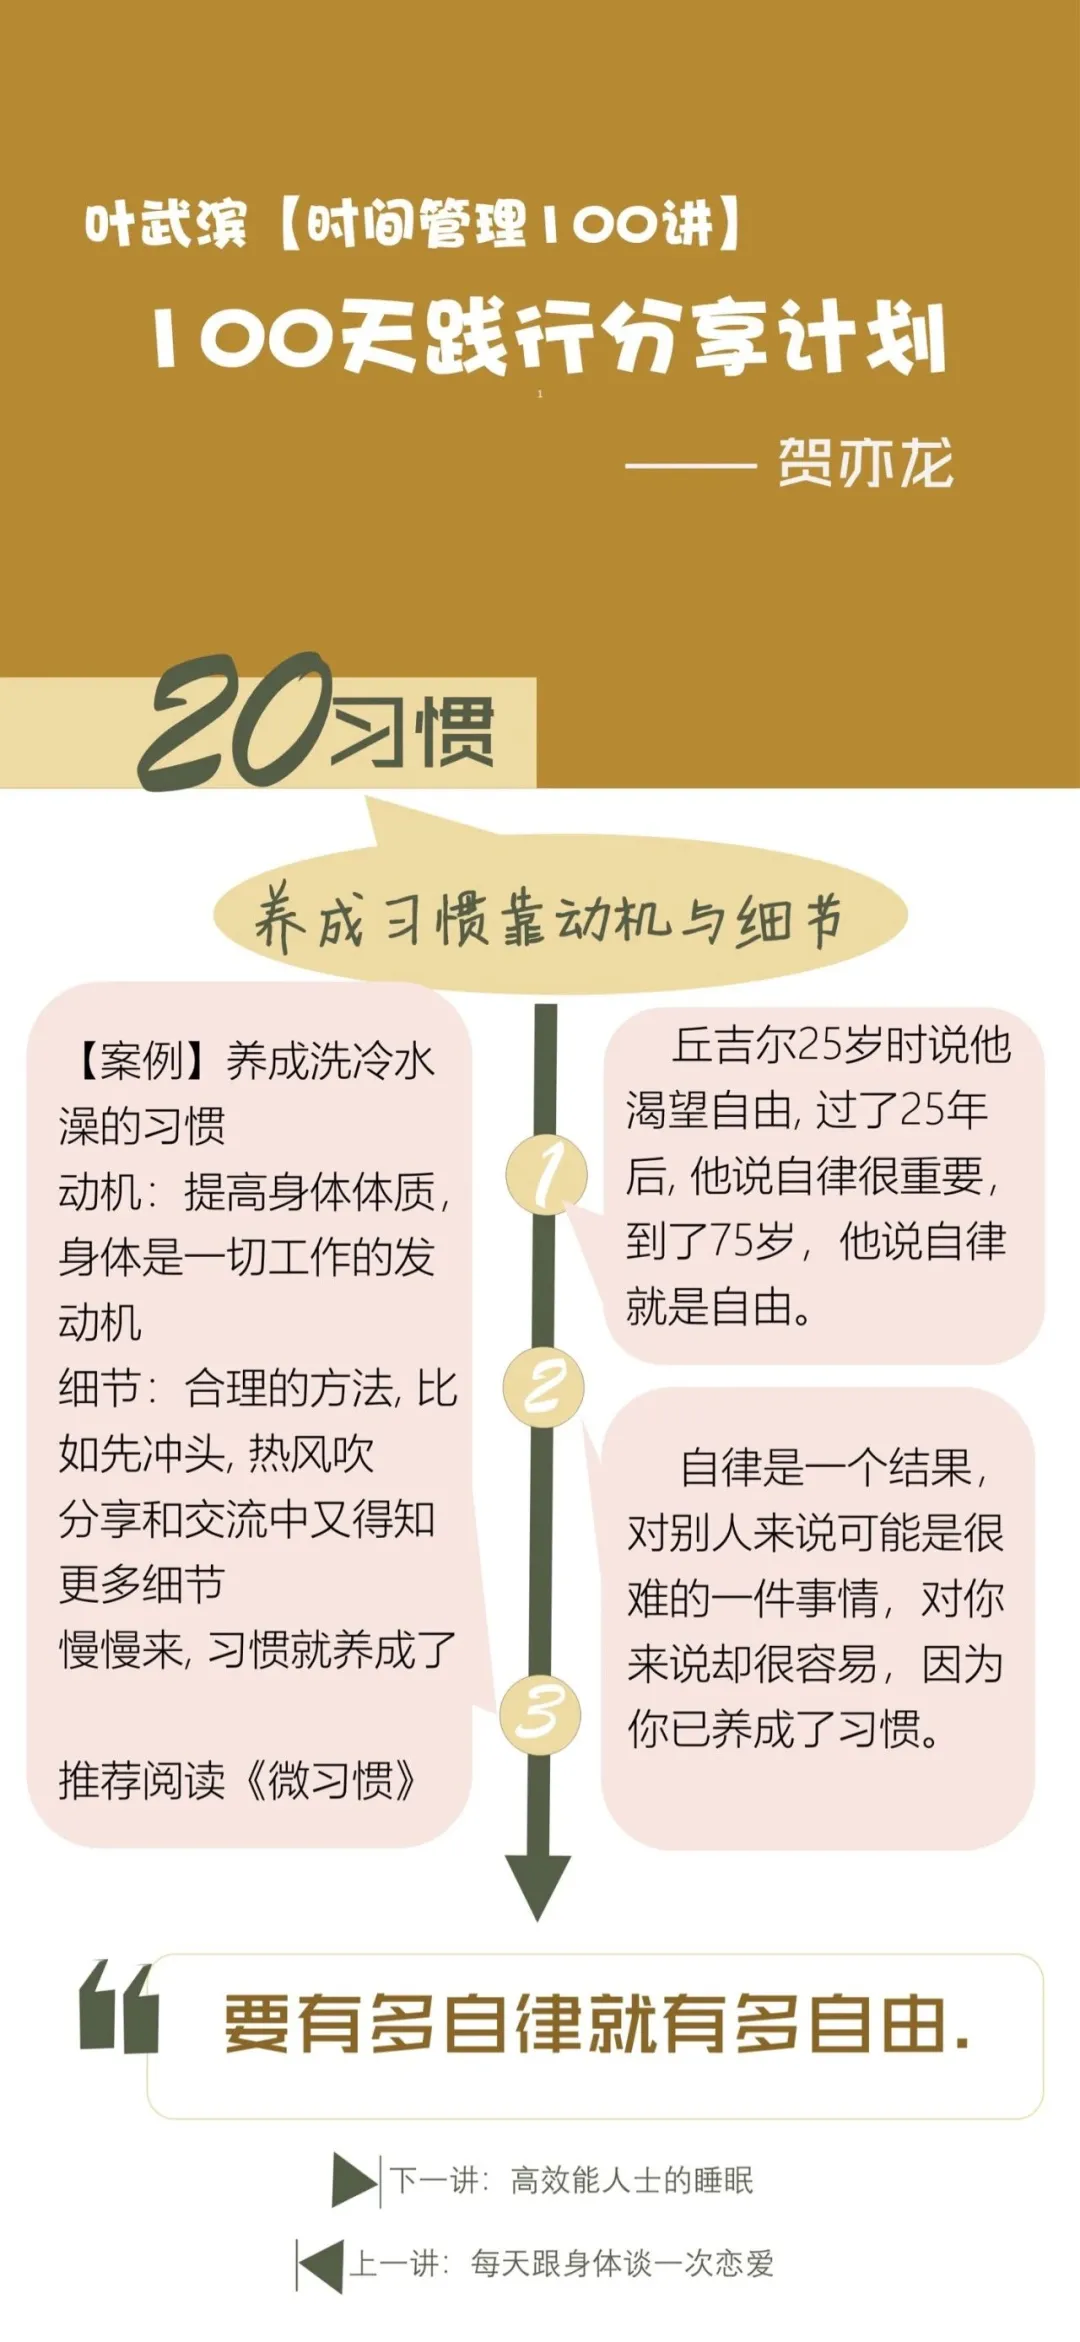 叶武滨【时间管理100讲】
100天践行分享计划
1
—— 贺亦龙
20习惯
养成习惯靠动机与细节
1
丘吉尔25岁时说他
渴望自由, 过了25年
后, 他说自律很重要，
到了75岁，他说自律
就是自由。
2
自律是一个结果，
对别人来说可能是很
难的一件事情，对你
来说却很容易，因为
你已养成了习惯。
3
【案例】养成洗冷水
澡的习惯
动机：提高身体体质，
身体是一切工作的发
动机
细节：合理的方法, 比
如先冲头, 热风吹
分享和交流中又得知
更多细节
慢慢来, 习惯就养成了
推荐阅读《微习惯》
要有多自律就有多自由.
下一讲：高效能人士的睡眠
上一讲：每天跟身体谈一次恋爱